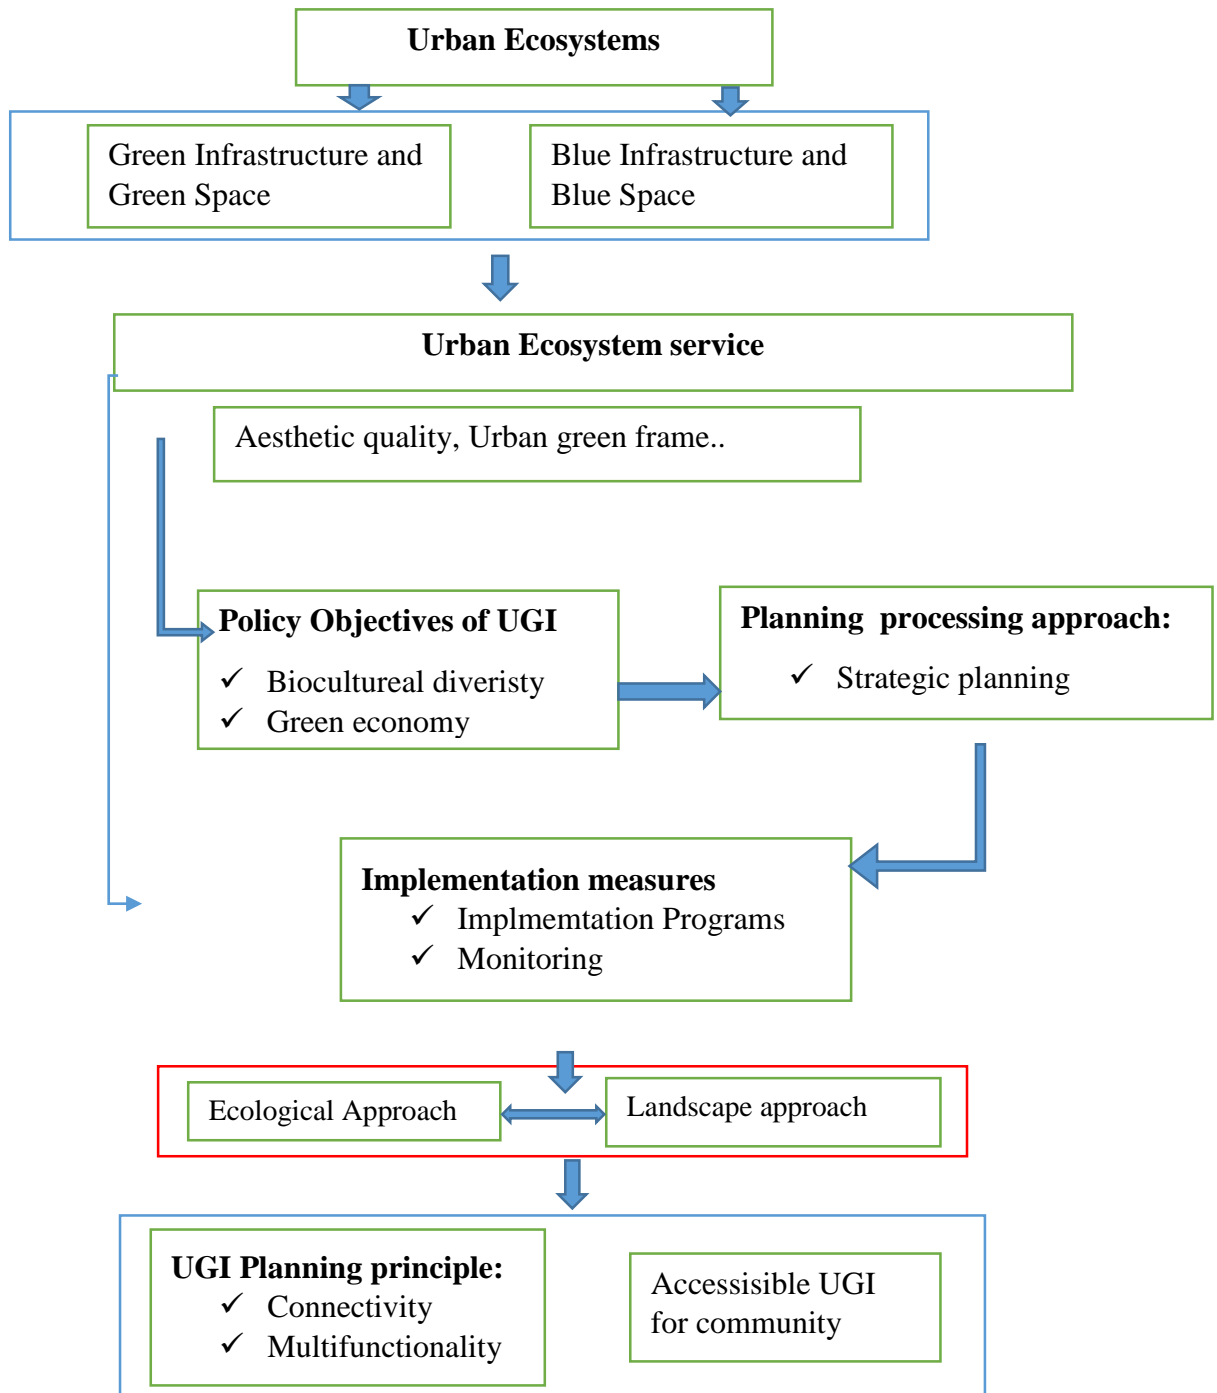 Urban Ecosystems
Green Infrastructure and
Green Space
Blue Infrastructure and
Blue Space
Urban Ecosystem service
Aesthetic quality, Urban green frame..
Policy Objectives of UGI
✓ Biocultureal diveristy
✓ Green economy
Planning processing approach:
✓ Strategic planning
Implementation measures
✓ Implmemtation Programs
✓ Monitoring
Ecological Approach
Landscape approach
UGI Planning principle:
✓ Connectivity
✓ Multifunctionality
Accessisible UGI
for community